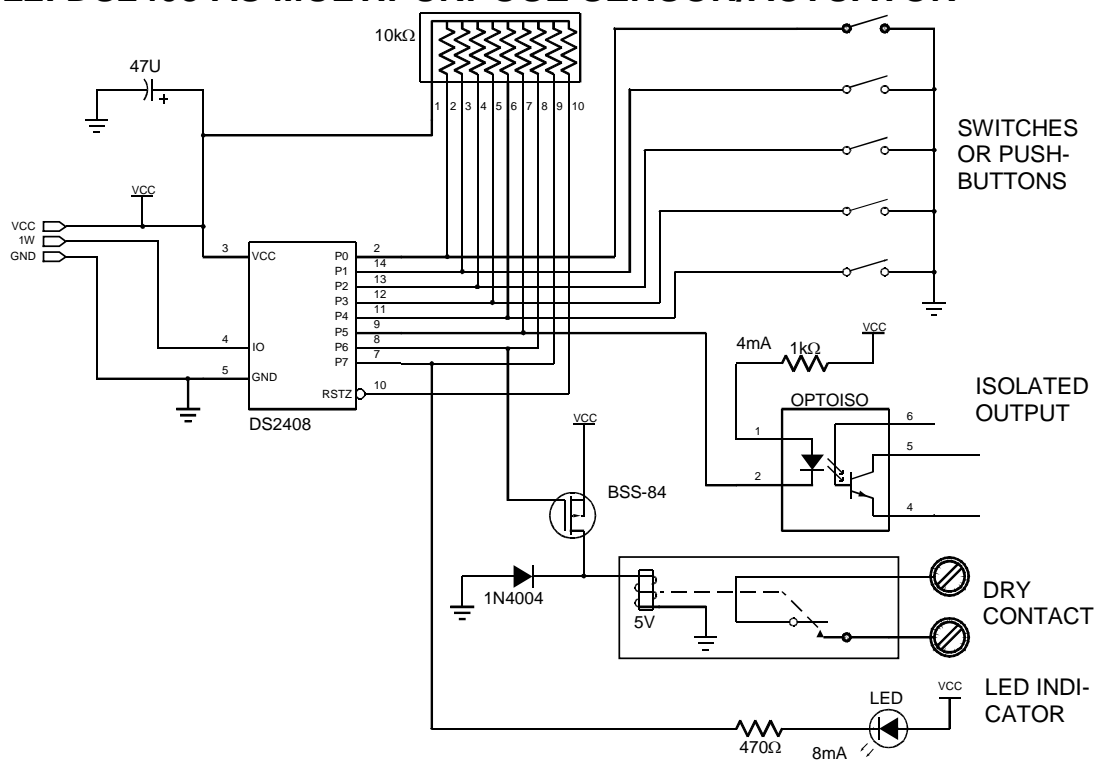 10kΩ
47U
1 2 3 4 5 6 7 8 9 10
SWITCHES
OR PUSH-
BUTTONS
VCC
VCC
1W
GND
3 VCC
P0 2
P1 14
P2 13
P3 12
P4 11
P5 9
P6 8
P7 7
4 IO
5 GND
RSTZ 10
DS2408
VCC
4mA 1kΩ
OPTOISO
1
2
6
5
4
ISOLATED
OUTPUT
VCC
BSS-84
1N4004
5V
DRY
CONTACT
LED
VCC
LED INDI-
CATOR
470Ω
8mA